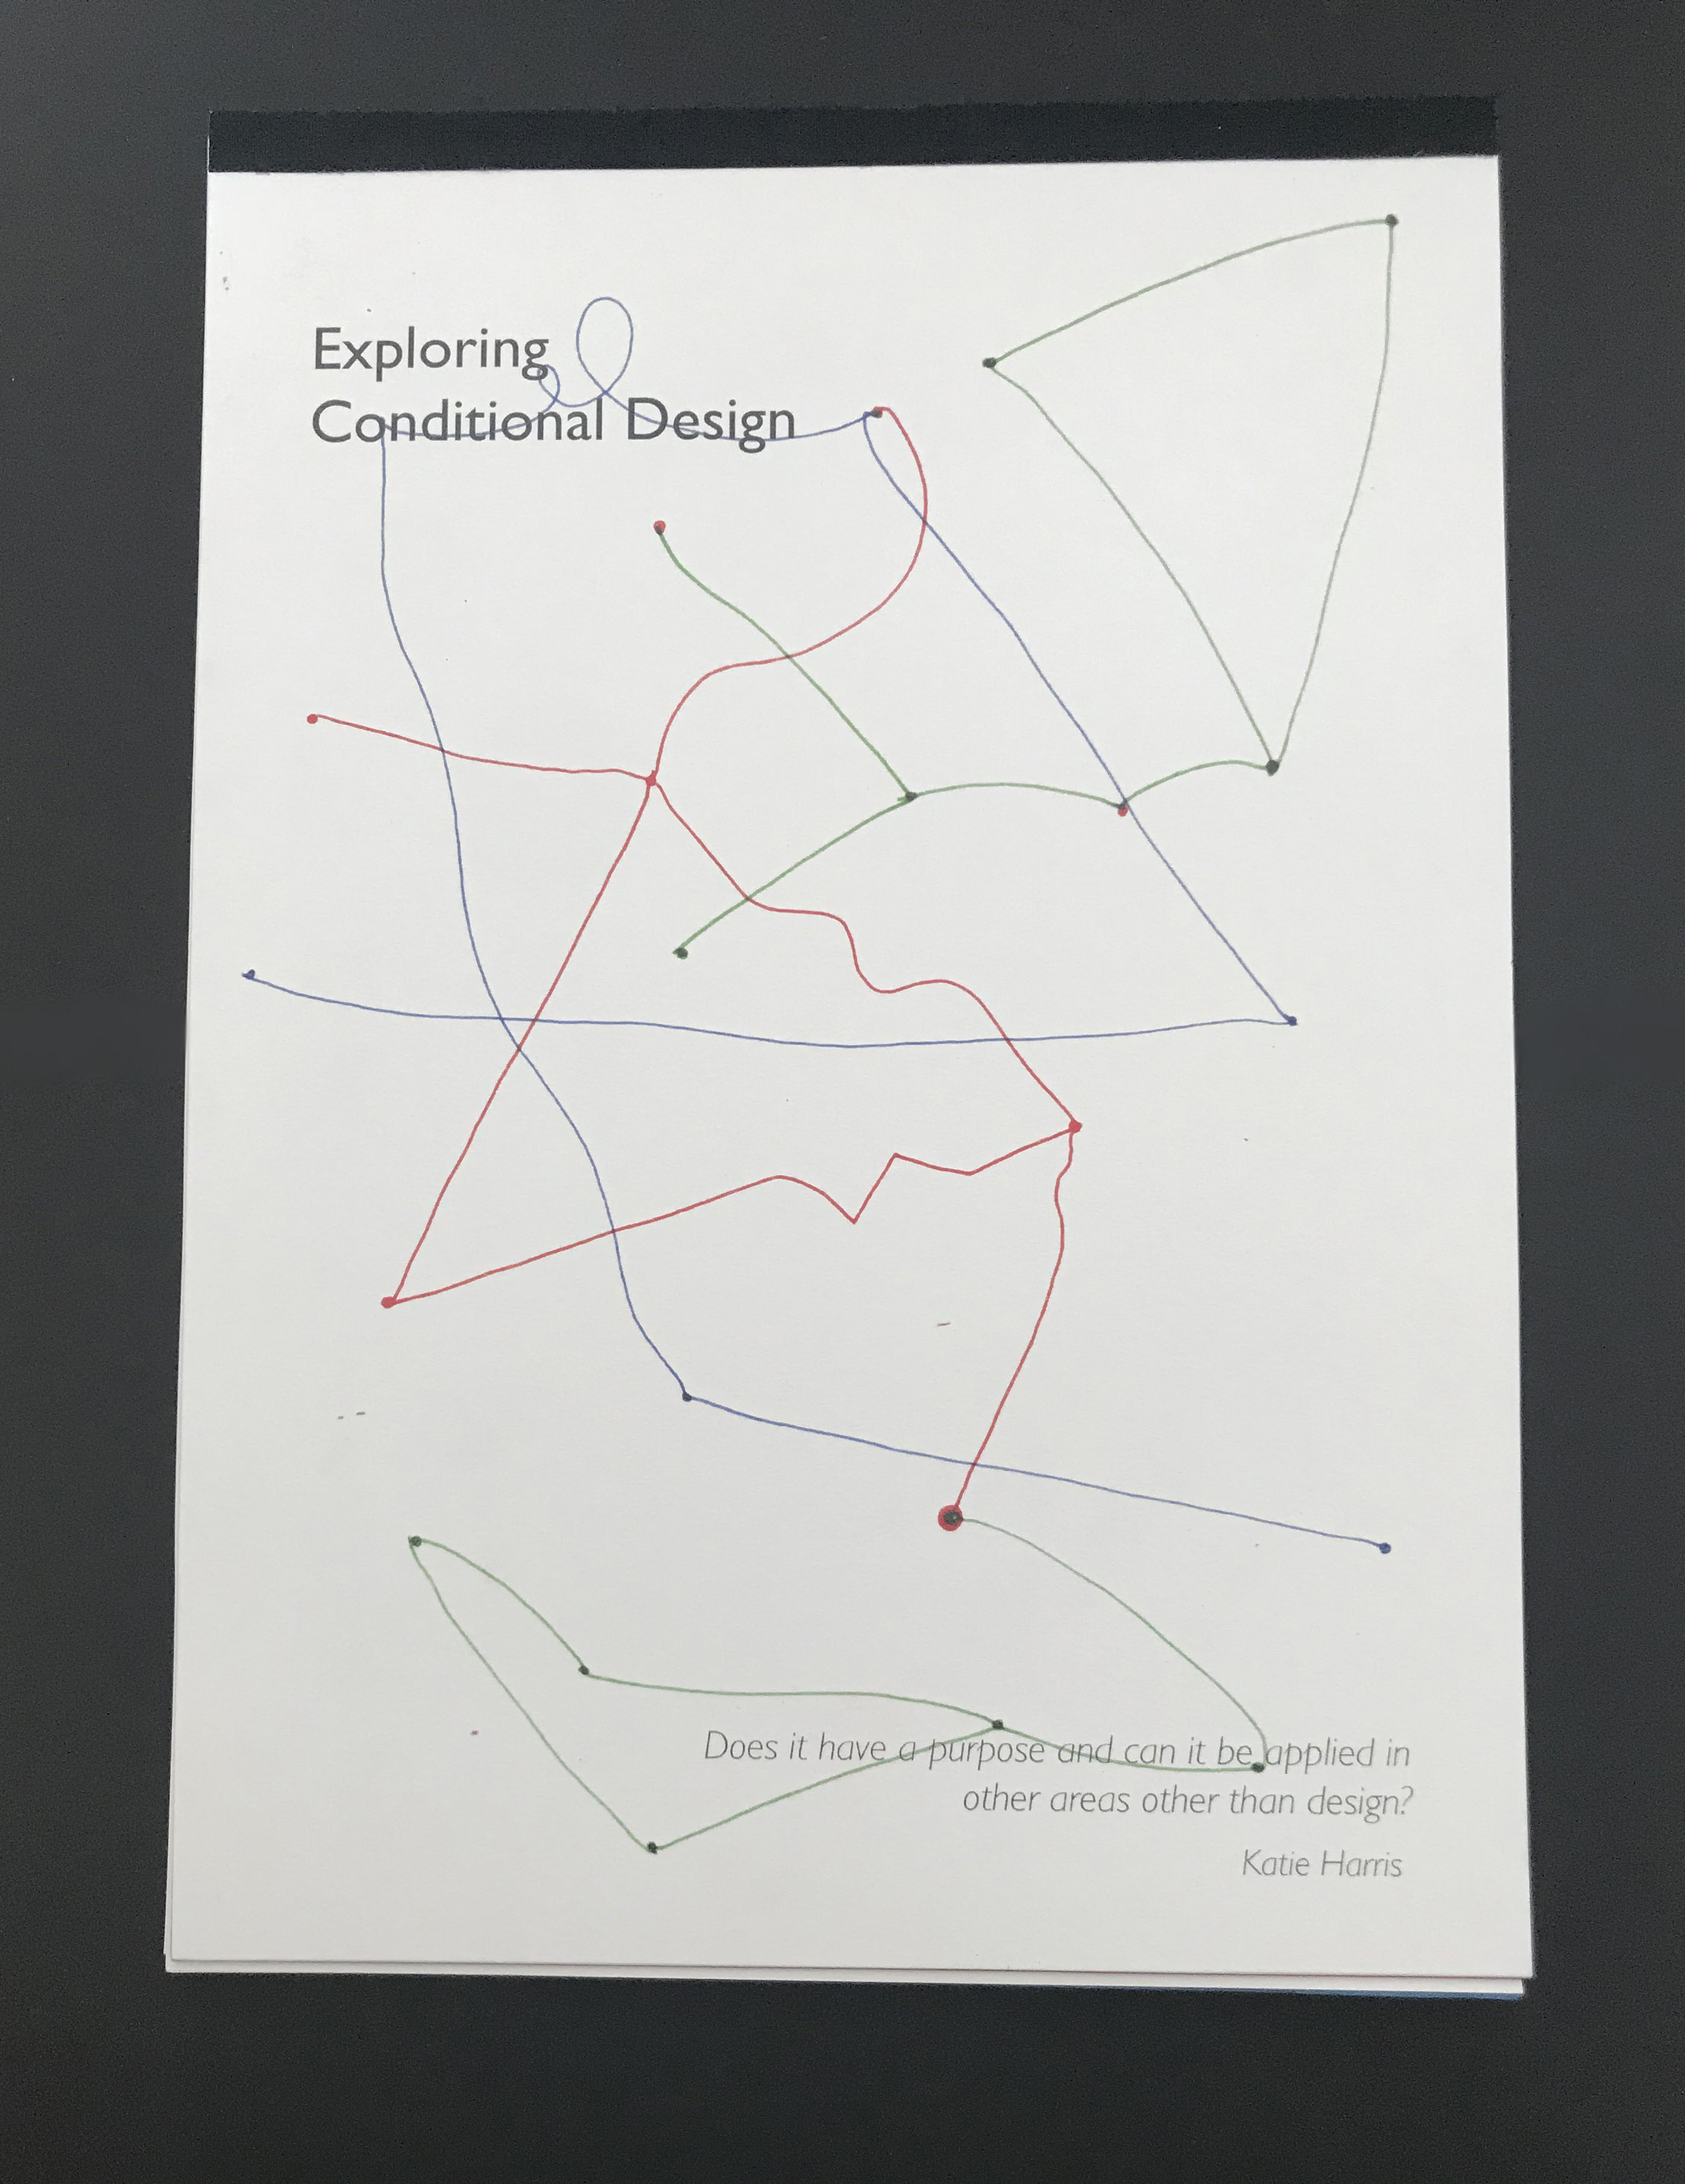 Exploring
Conditional Design
Does it have a purpose and can it be applied in
other areas other than design?
Katie Harris